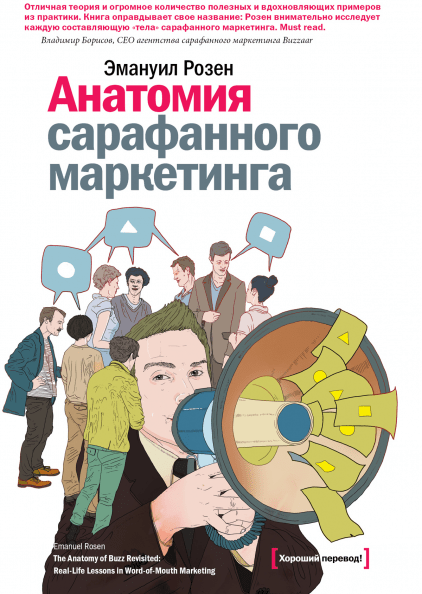 Отличная теория и огромное количество полезных и вдохновляющих примеров
из практики. Книга оправдывает свое название: Розен внимательно исследует
каждую составляющую «тела» сарафанного маркетинга. Must read.
Владимир Борисов, CEO агентства сарафанного маркетинга Buzzaar
Эмануил Розен
Анатомия
сарафанного
маркетинга
Emanuel Rosen
The Anatomy of Buzz Revisited:
Real-Life Lessons in Word-of-Mouth Marketing
[Хороший перевод!]